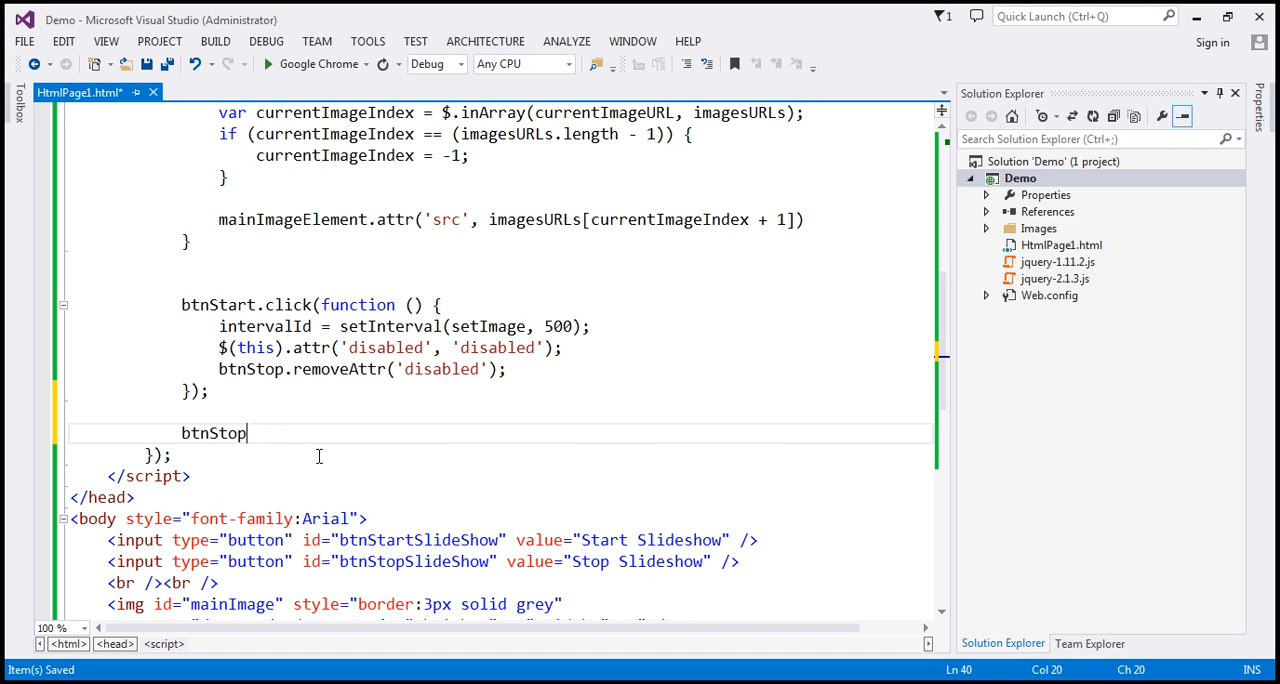 Demo - Microsoft Visual Studio (Administrator)
1
Quick Launch (Ctrl+Q)
FILE EDIT VIEW PROJECT BUILD DEBUG TEAM TOOLS TEST ARCHITECTURE ANALYZE WINDOW HELP
Sign in
Google Chrome Debug Any CPU
Toolbox
HtmlPage1.html*
var currentImageIndex = $.inArray(currentImageURL, imagesURLs);
if (currentImageIndex == (imagesURLs.length - 1)) {
currentImageIndex = -1;
}
mainImageElement.attr('src', imagesURLs[currentImageIndex + 1])
}
btnStart.click(function () {
intervalId = setInterval(setImage, 500);
$(this).attr('disabled', 'disabled');
btnStop.removeAttr('disabled');
});
btnStop
});
</script>
</head>
<body style="font-family:Arial">
<input type="button" id="btnStartSlideShow" value="Start Slideshow" />
<input type="button" id="btnStopSlideShow" value="Stop Slideshow" />
<br /><br />
<img id="mainImage" style="border:3px solid grey"
100 %
<html> <head> <script>
Solution Explorer
Search Solution Explorer (Ctrl+;)
Solution 'Demo' (1 project)
Demo
Properties
References
Images
HtmlPage1.html
jquery-1.11.2.js
jquery-2.1.3.js
Web.config
Solution Explorer Team Explorer
Properties
Item(s) Saved Ln 40 Col 20 Ch 20 INS